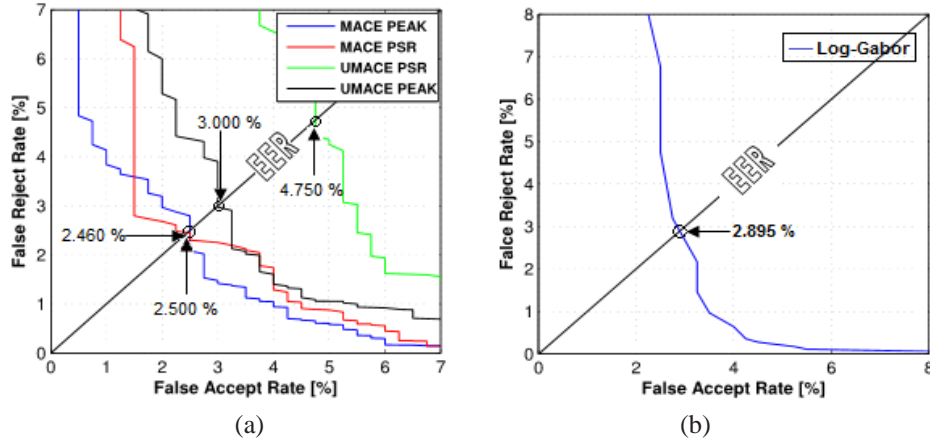 MACE PEAK
MACE PSR
UMACE PSR
UMACE PEAK
7
6
5
4
3
2
1
0
False Reject Rate [%]
3.000 %
EER
4.750 %
2.460 %
2.500 %
0 1 2 3 4 5 6 7
False Accept Rate [%]
(a)
Log-Gabor
8
7
6
5
4
3
2
1
0
Falce Reject Rate [%]
EER
2.895 %
0 2 4 6 8
False Accept Rate [%]
(b)